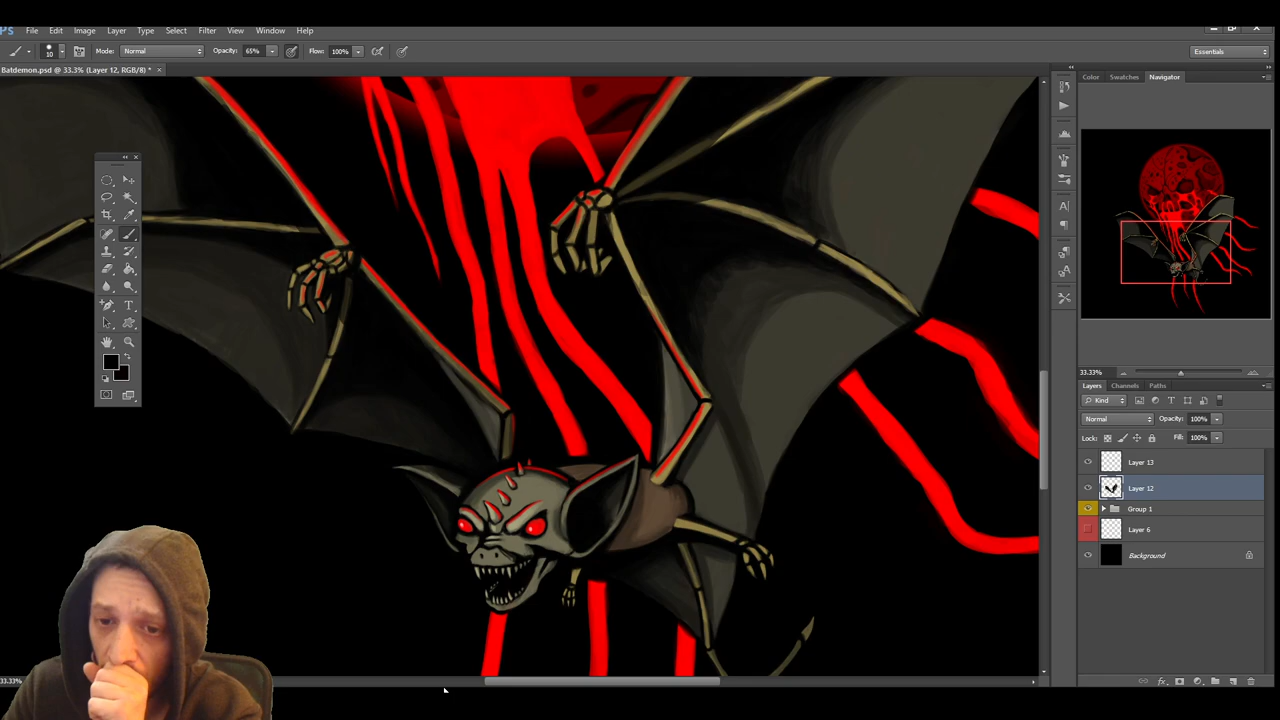 Ps File Edit Image Layer Type Select Filter View Window Help
10 Mode: Normal Opacity: 65% Flow: 100% Essentials
Batdemon.psd @ 33.3% (Layer 12, RGB/8) * ×
Color Swatches Navigator
33.33%
Layers Channels Paths
Kind
Normal Opacity: 100%
Lock: Fill: 100%
Layer 13
Layer 12
Group 1
Layer 6
Background
33.33%